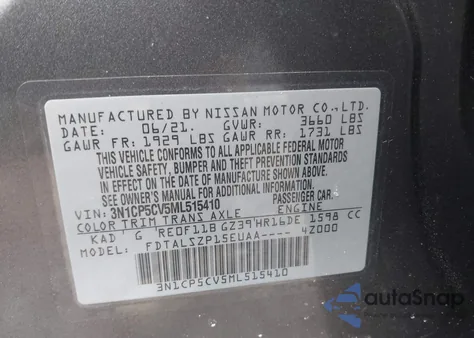 MANUFACTURED BY NISSAN MOTOR CO., LTD.
DATE: 06/21. GVWR: 3660 LBS
GAWR FR: 1929 LBS GAWR RR: 1731 LBS
THIS VEHICLE CONFORMS TO ALL APPLICABLE FEDERAL MOTOR
VEHICLE SAFETY, BUMPER, AND THEFT PREVENTION STANDARDS
IN EFFECT ON THE DATE OF MANUFACTURE SHOWN ABOVE.
SEE OWNER'S MANUAL FOR ADDITIONAL INFORMATION.
VIN: 3N1CP5CV5ML515410 PASSENGER CAR.
COLOR TRIM TRANS AXLE ENGINE
KAD G RE0F11B GZ39 HR16DE 1598 CC
MODEL FDTALSZP15EUAA---- 4Z000
3N1CP5CV5ML515410
autaSnap